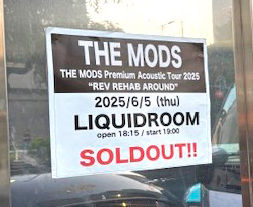 THE MODS
THE MODS Premium Acoustic Tour 2025
"REV REHAB AROUND"
2025/6/5 (thu)
LIQUIDROOM
open 18:15 / start 19:00
SOLDOUT!!